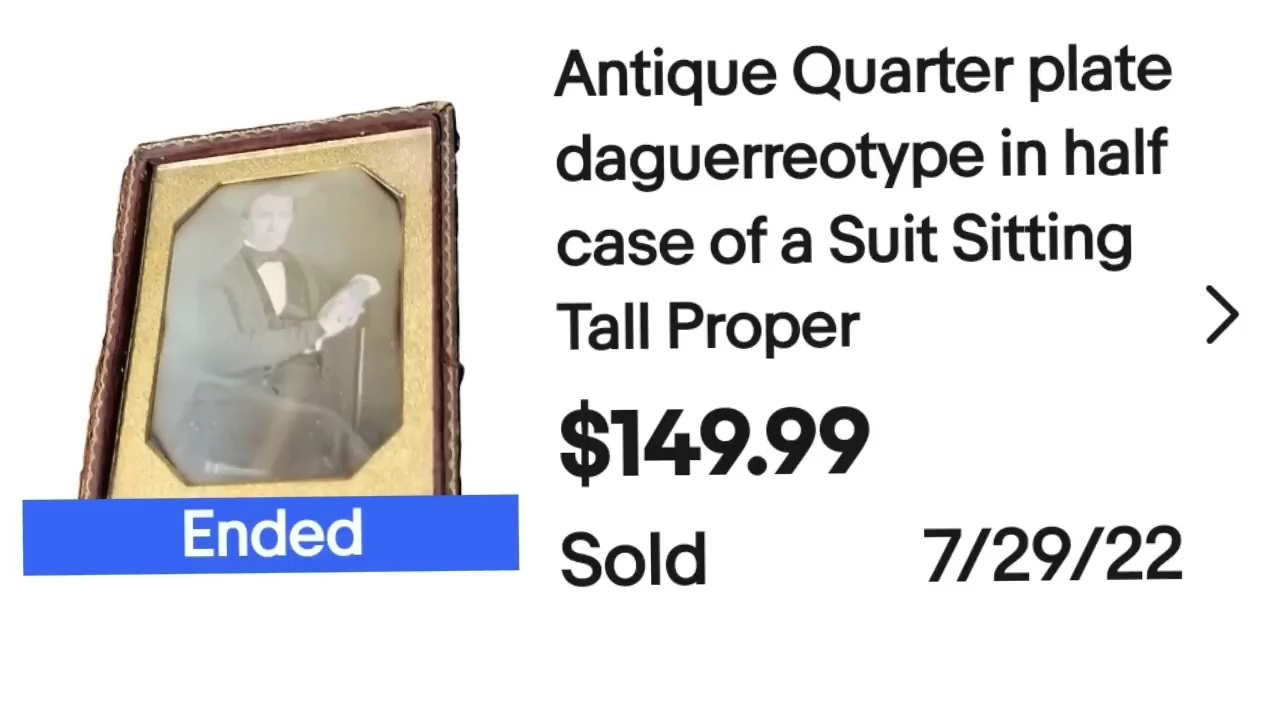 Antique Quarter plate
daguerreotype in half
case of a Suit Sitting
Tall Proper
$149.99
Ended
Sold 7/29/22